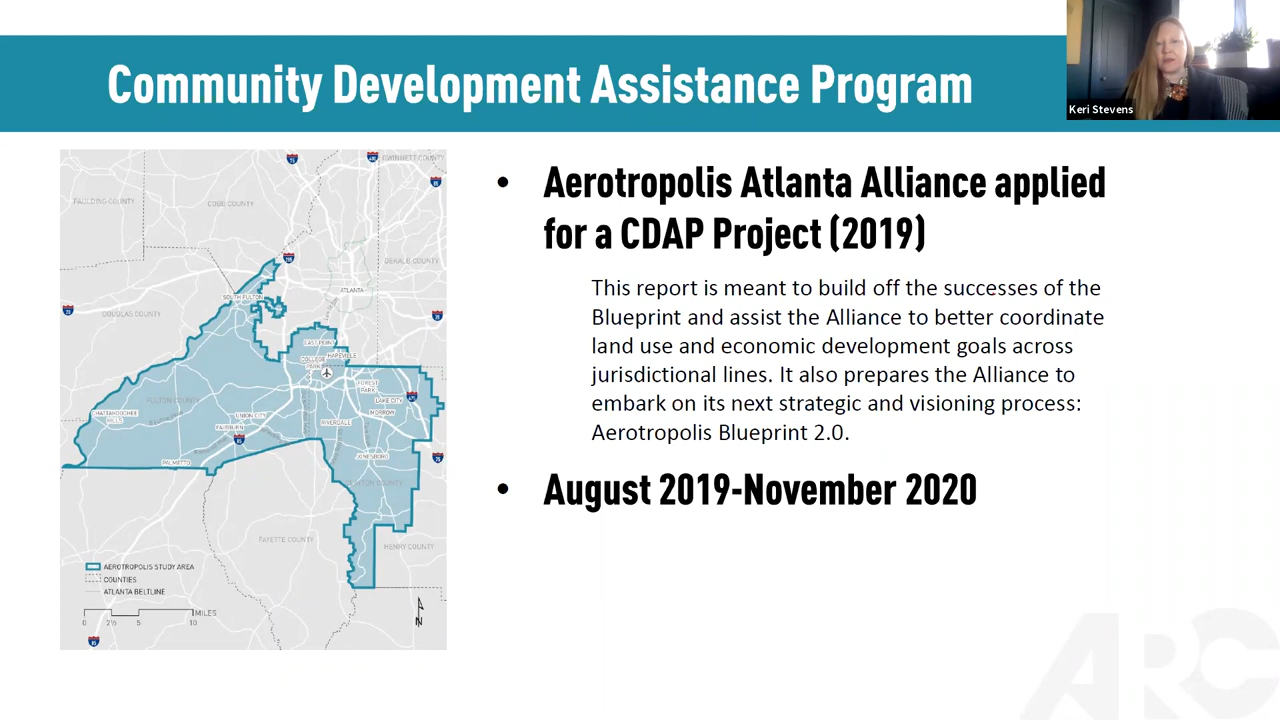 Community Development Assistance Program
Keri Stevens
• Aerotropolis Atlanta Alliance applied
for a CDAP Project (2019)
This report is meant to build off the successes of the
Blueprint and assist the Alliance to better coordinate
land use and economic development goals across
jurisdictional lines. It also prepares the Alliance to
embark on its next strategic and visioning process:
Aerotropolis Blueprint 2.0.
• August 2019-November 2020
GWINNETT COUNTY
PAULDING COUNTY
COBB COUNTY
DEKALB COUNTY
ATLANTA
SOUTH FULTON
DOUGLAS COUNTY
EAST POINT
HAPEVILLE
COLLEGE
PARK
FOREST
PARK
LAKE CITY
MORROW
FULTON COUNTY
CHATTAHOOCHEE
HILLS
UNION CITY
FAIRBURN
RIVERDALE
JONESBORO
PALMETTO
CLAYTON COUNTY
FAYETTE COUNTY
HENRY COUNTY
AEROTROPOLIS STUDY AREA
COUNTIES
ATLANTA BELTLINE
MILES
0 2½ 5 10
N
ARC